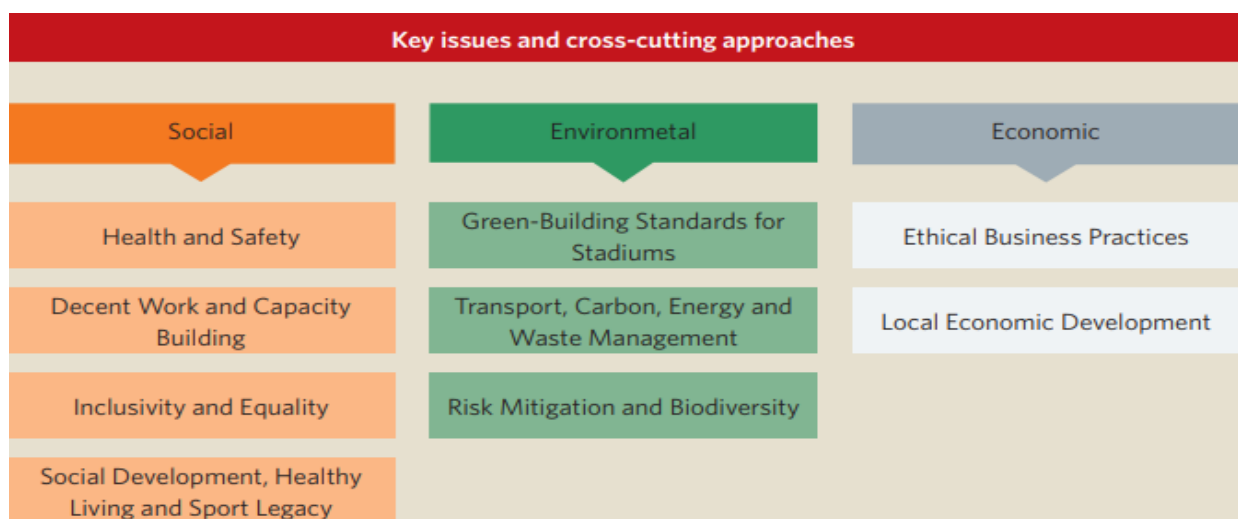 Key issues and cross-cutting approaches
Social
Environmetal
Economic
Health and Safety
Green-Building Standards for
Stadiums
Ethical Business Practices
Decent Work and Capacity
Building
Transport, Carbon, Energy and
Waste Management
Local Economic Development
Inclusivity and Equality
Risk Mitigation and Biodiversity
Social Development, Healthy
Living and Sport Legacy